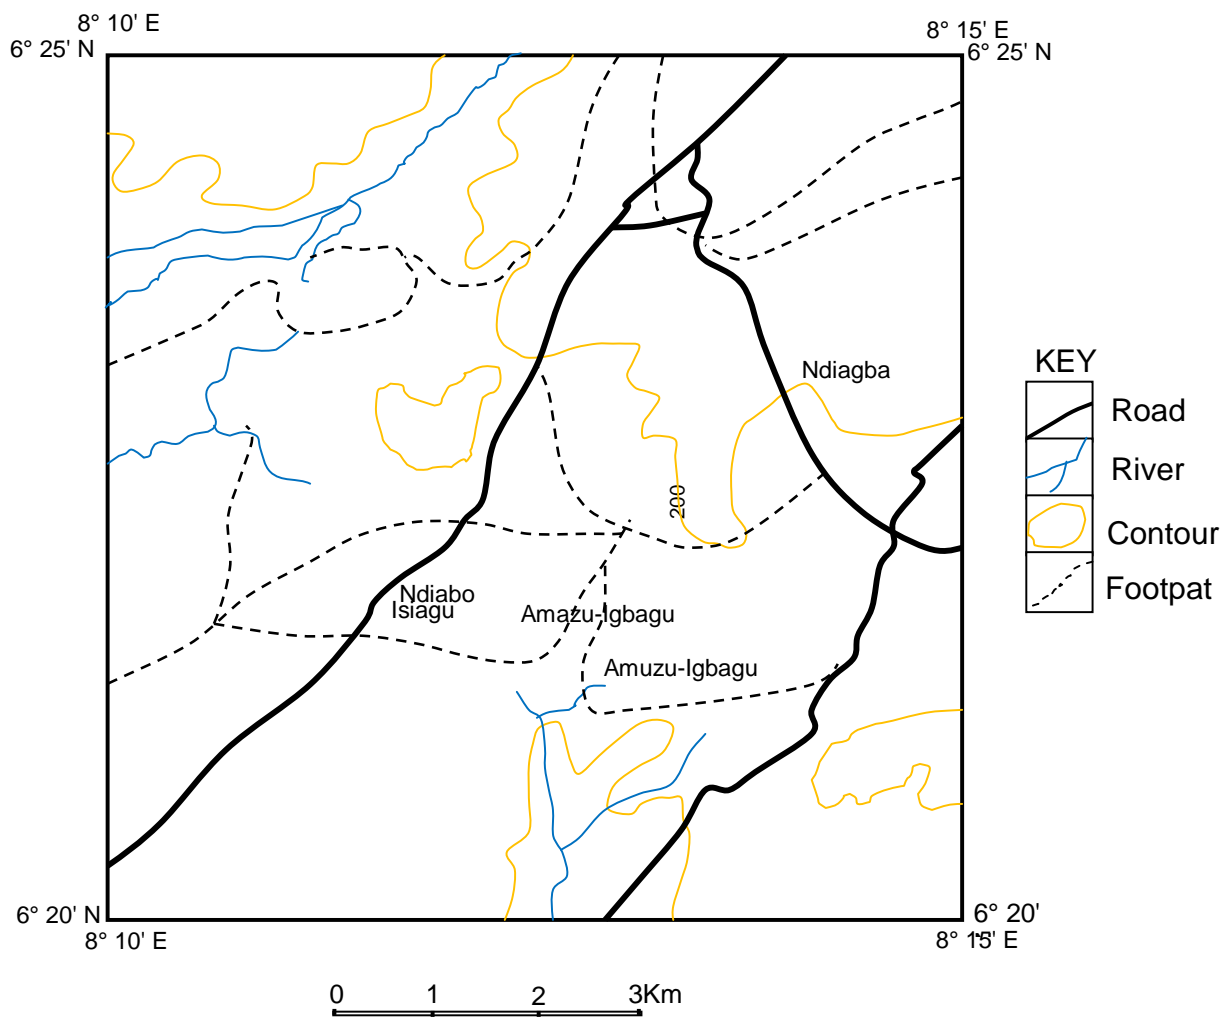 8° 10' E
8° 15' E
6° 25' N
6° 25' N
Ndiagba
KEY
Road
River
Contour
Footpat
200
Ndiabo
Isiagu
Amazu-Igbagu
Amuzu-Igbagu
6° 20' N
6° 20'
8° 10' E
8° 15' E
0 1 2 3Km